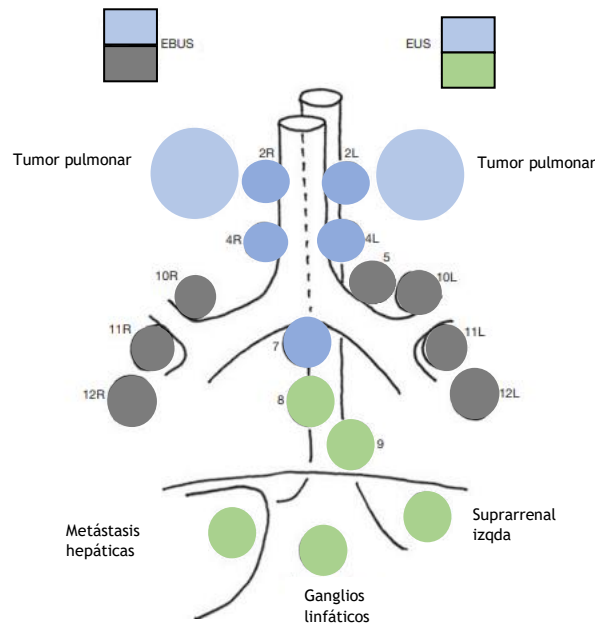 EBUS
EUS
Tumor pulmonar
Tumor pulmonar
2R
2L
4R
4L
5
10R
10L
11R
11L
7
12R
12L
8
9
Metástasis
hepáticas
Suprarrenal
izqda
Ganglios
linfáticos